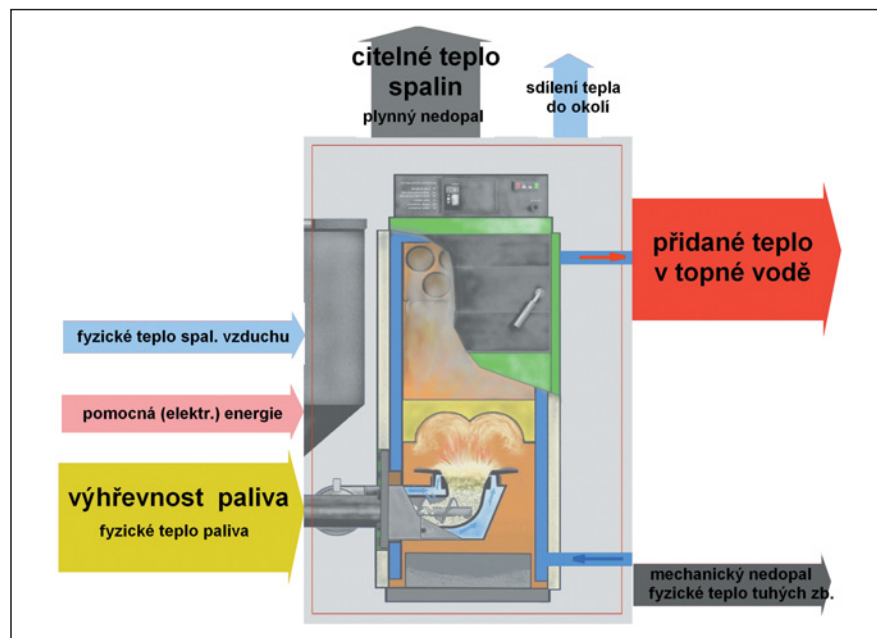 citelné teplo
spalin
plynný nedopal
sdílení tepla
do okolí
přidané teplo
v topné vodě
fyzické teplo spal. vzduchu
pomocná (elektr.) energie
výhřevnost paliva
fyzické teplo paliva
mechanický nedopal
fyzické teplo tuhých zb.